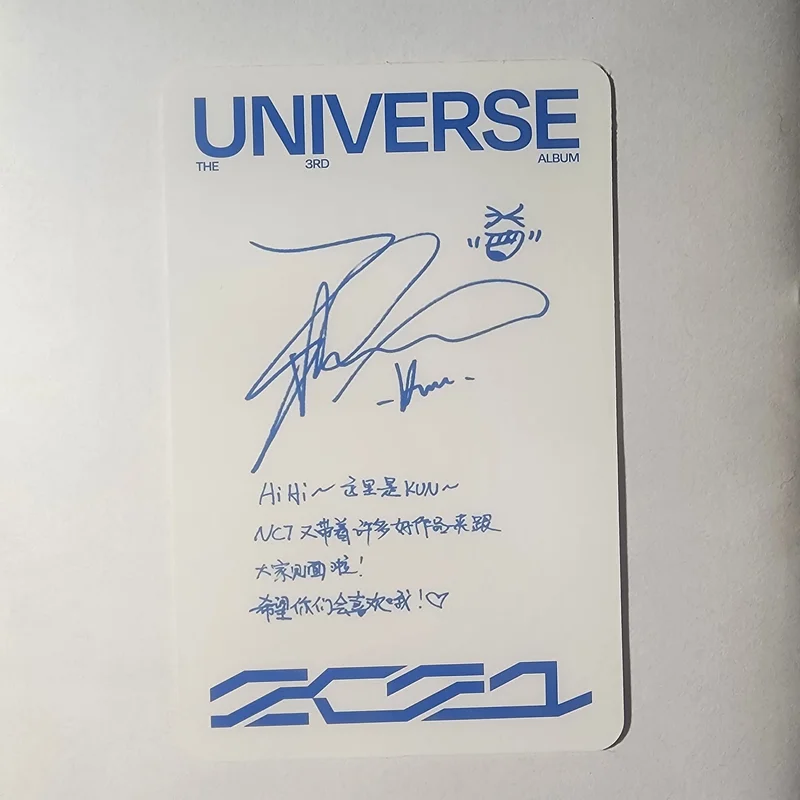 UNIVERSE
THE 3RD ALBUM
-Kun-
Hi Hi~ 这里是KUN~
NCT 又带着许多好作品来跟
大家见面啦!
希望你们会喜欢哦!♡
2021